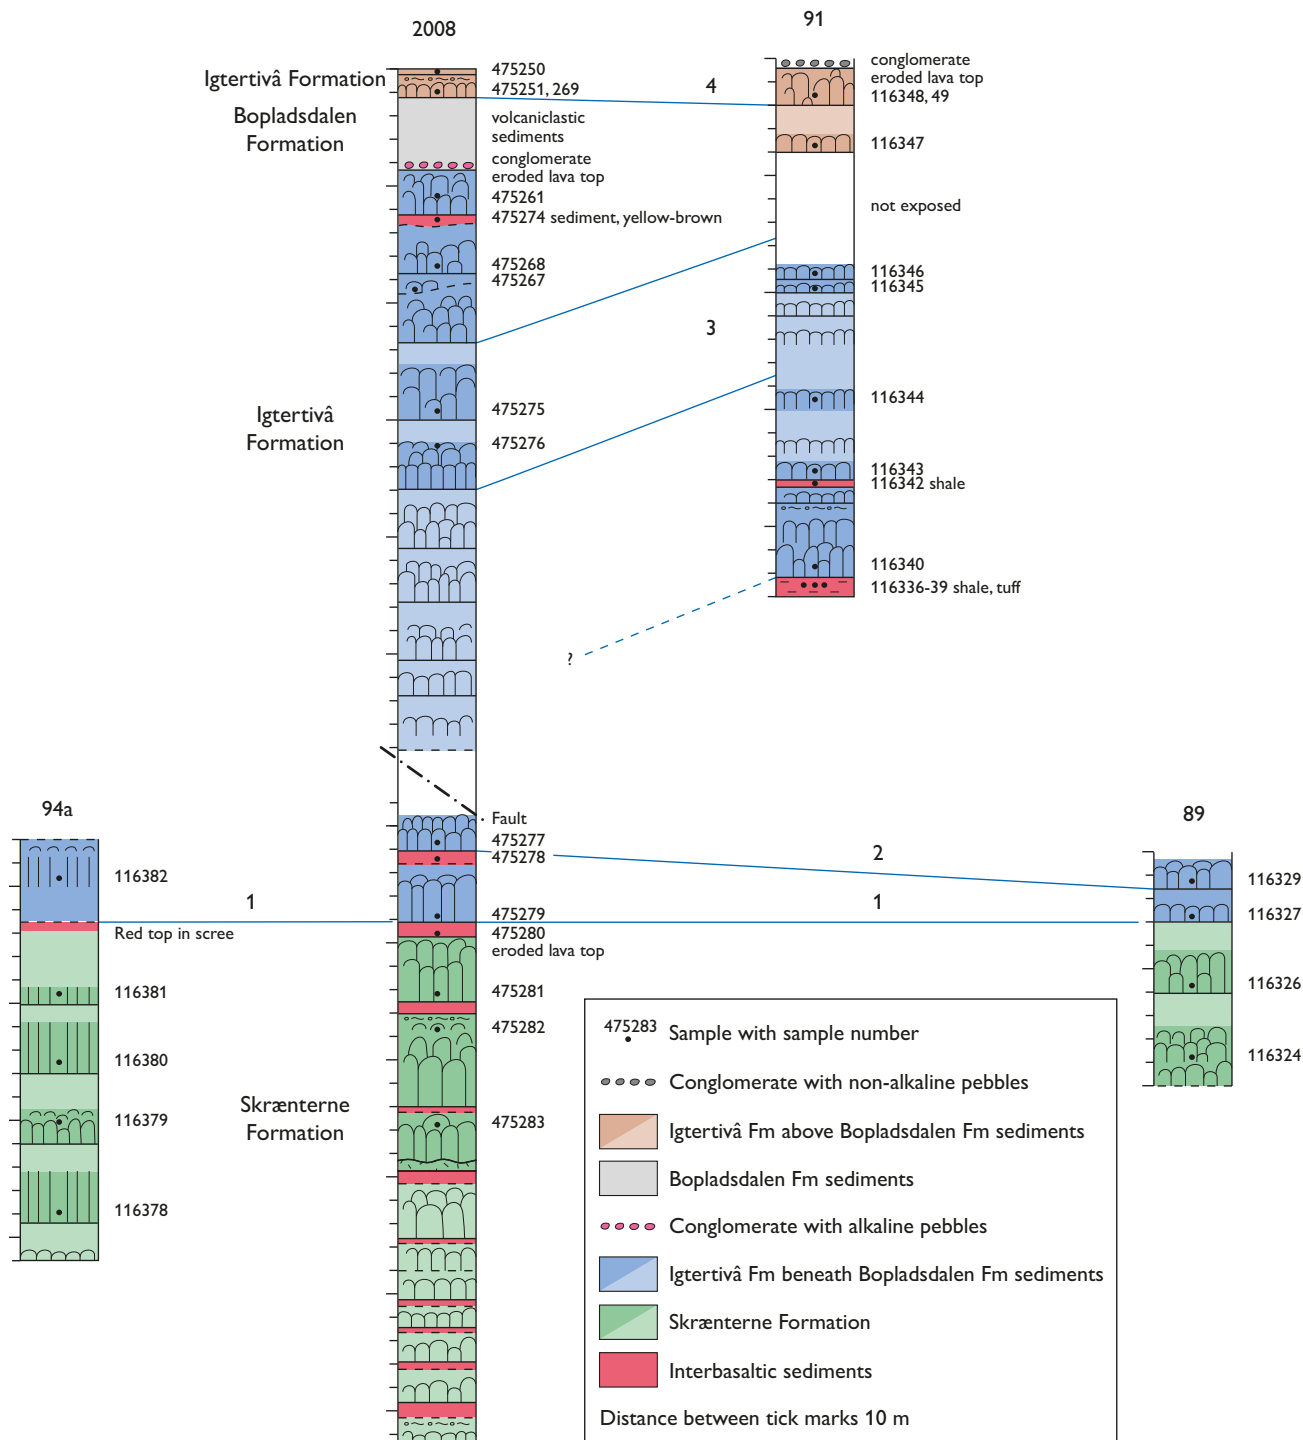 2008
91
Igtertivâ Formation
475250
475251, 269
4
conglomerate
eroded lava top
116348, 49
Bopladsdalen
Formation
volcaniclastic
sediments
conglomerate
eroded lava top
475261
475274 sediment, yellow-brown
475268
475267
116347
not exposed
116346
116345
3
Igtertivâ
Formation
475275
475276
116344
116343
116342 shale
116340
116336-39 shale, tuff
?
94a
Fault
89
475277
475278
2
116382
1
475279
1
116329
116327
Red top in scree
475280
eroded lava top
116381
475281
116326
475282
116380
116324
116379
Skrænterne
Formation
475283
116378
475283
Sample with sample number
Conglomerate with non-alkaline pebbles
Igtertivâ Fm above Bopladsdalen Fm sediments
Bopladsdalen Fm sediments
Conglomerate with alkaline pebbles
Igtertivâ Fm beneath Bopladsdalen Fm sediments
Skrænterne Formation
Interbasaltic sediments
Distance between tick marks 10 m